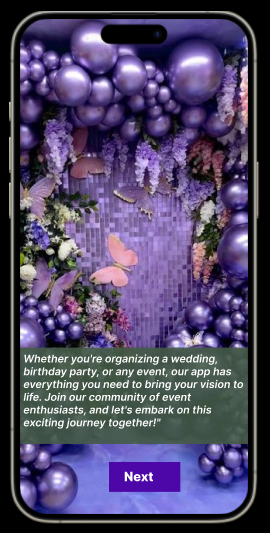 Whether you're organizing a wedding,
birthday party, or any event, our app has
everything you need to bring your vision to
life. Join our community of event
enthusiasts, and let's embark on this
exciting journey together!"
Next